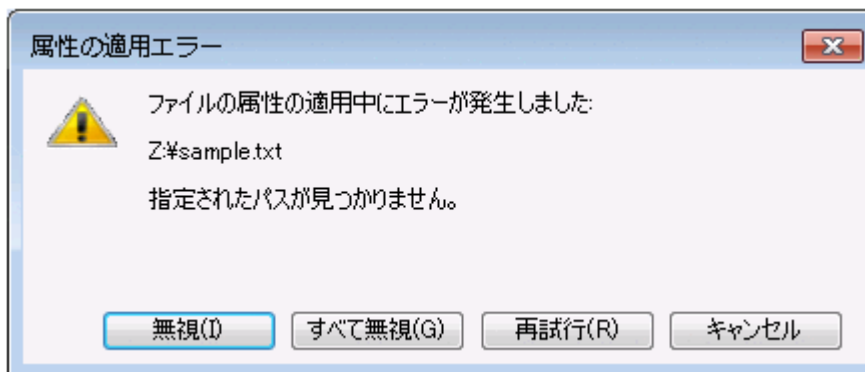 属性の適用エラー
ファイルの属性の適用中にエラーが発生しました:
Z:¥sample.txt
指定されたパスが見つかりません。
無視(I) すべて無視(G) 再試行(R) キャンセル